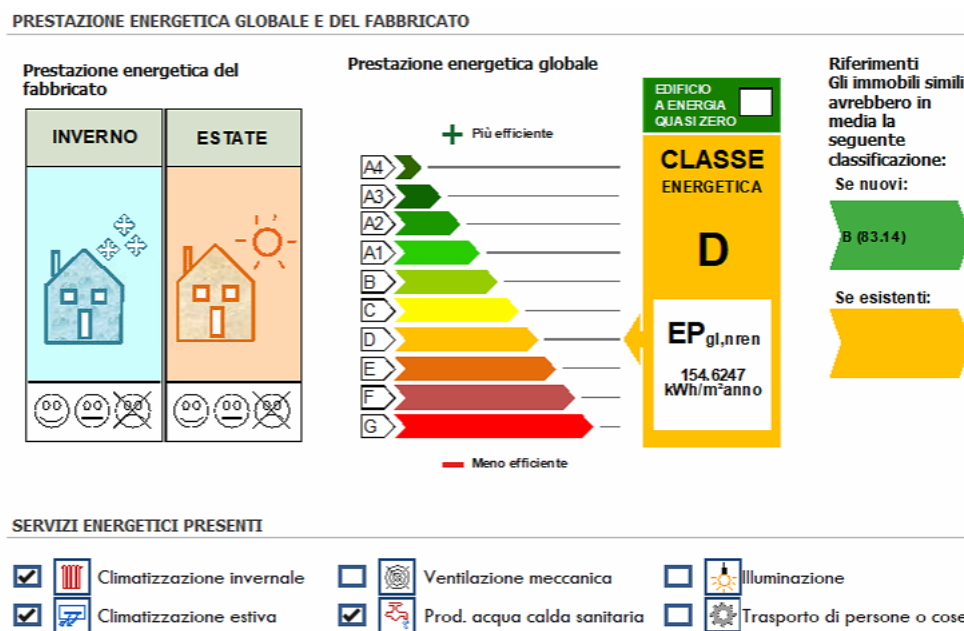 PRESTAZIONE ENERGETICA GLOBALE E DEL FABBRICATO
Prestazione energetica del
fabbricato
INVERNO
ESTATE
Prestazione energetica globale
Più efficiente
A4
A3
A2
A1
B
C
D
E
F
G
Meno efficiente
EDIFICIO
A ENERGIA
QUASI ZERO
CLASSE
ENERGETICA
D
EPgl,nren
154.6247
kWh/m²anno
Riferimenti
Gli immobili simili
avrebbero in
media la
seguente
classificazione:
Se nuovi:
B (83.14)
Se esistenti:
SERVIZI ENERGETICI PRESENTI
Climatizzazione invernale
Ventilazione meccanica
Illuminazione
Climatizzazione estiva
Prod. acqua calda sanitaria
Trasporto di persone o cose